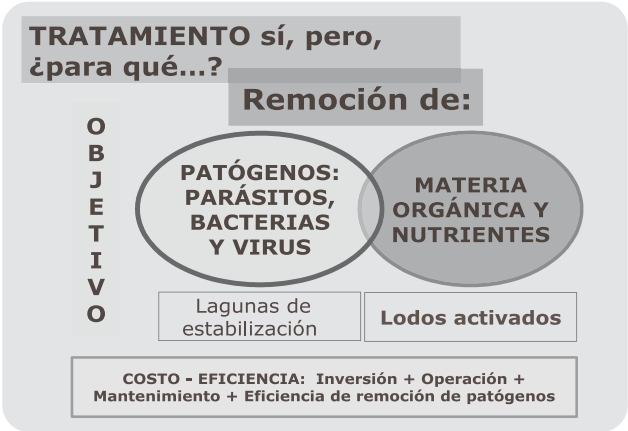 TRATAMIENTO sí, pero,
¿para qué...?
Remoción de:
OBJETIVO
PATÓGENOS:
PARÁSITOS,
BACTERIAS
Y VIRUS
MATERIA
ORGÁNICA Y
NUTRIENTES
Lagunas de
estabilización
Lodos activados
COSTO - EFICIENCIA: Inversión + Operación +
Mantenimiento + Eficiencia de remoción de patógenos